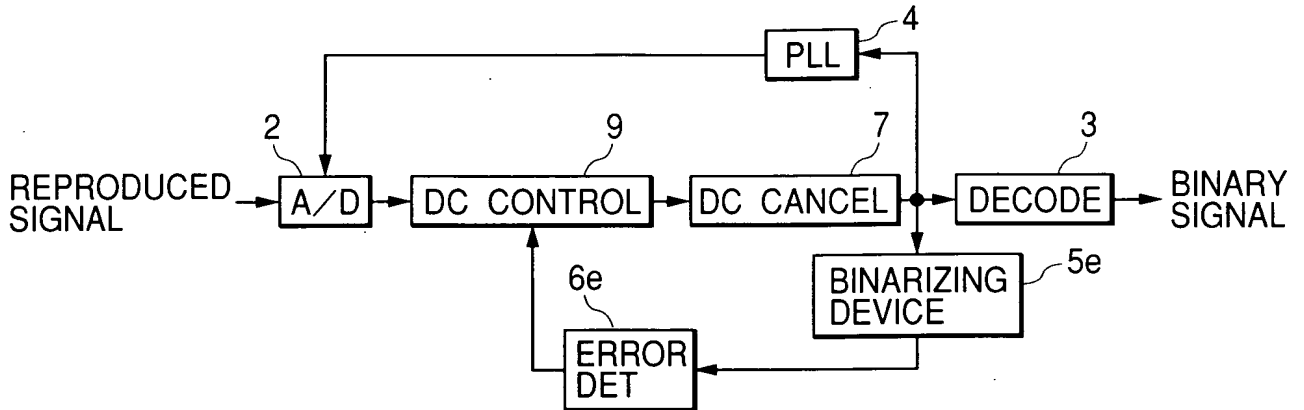 4
PLL
2
9
7
3
REPRODUCED
SIGNAL
A/D
DC CONTROL
DC CANCEL
DECODE
BINARY
SIGNAL
6e
5e
BINARIZING
DEVICE
ERROR
DET